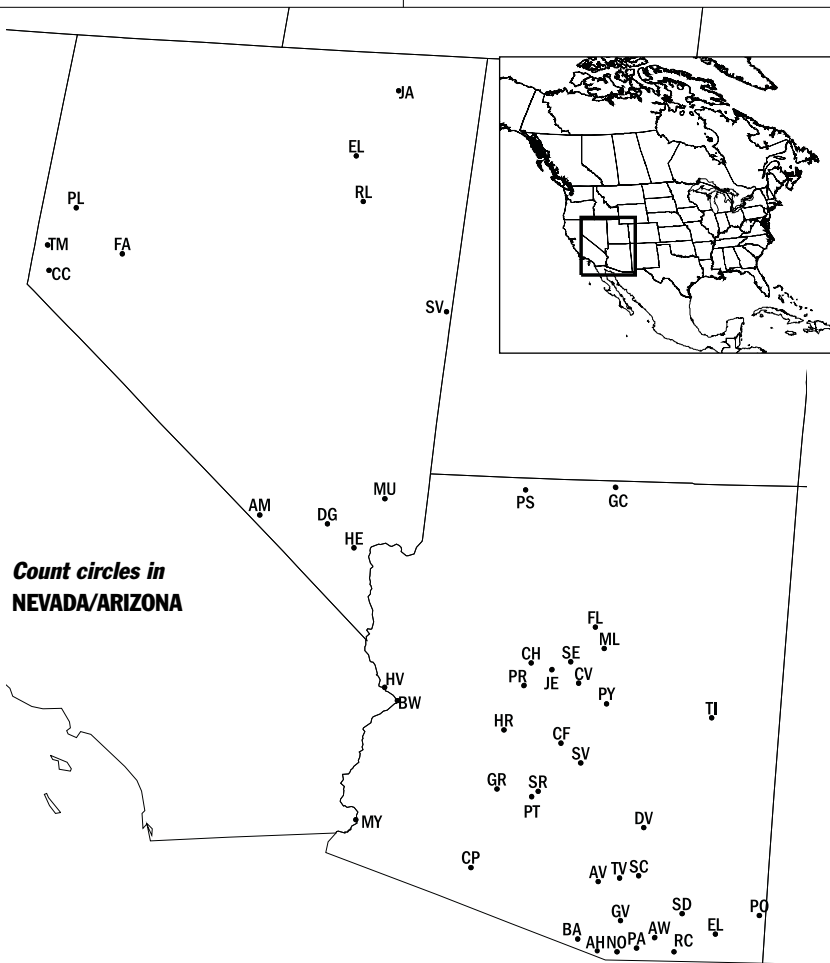 JA
EL
RL
PL
TM
FA
CC
SV
MU
AM
DG
HE
PS
GC
Count circles in
NEVADA/ARIZONA
FL
ML
CH
SE
PR
JE
CV
HV
BW
PY
TI
HR
CF
SV
GR
SR
PT
MY
DV
CP
AV
TV
SC
GV
SD
PO
BA
AH
NO
PA
AW
RC
EL